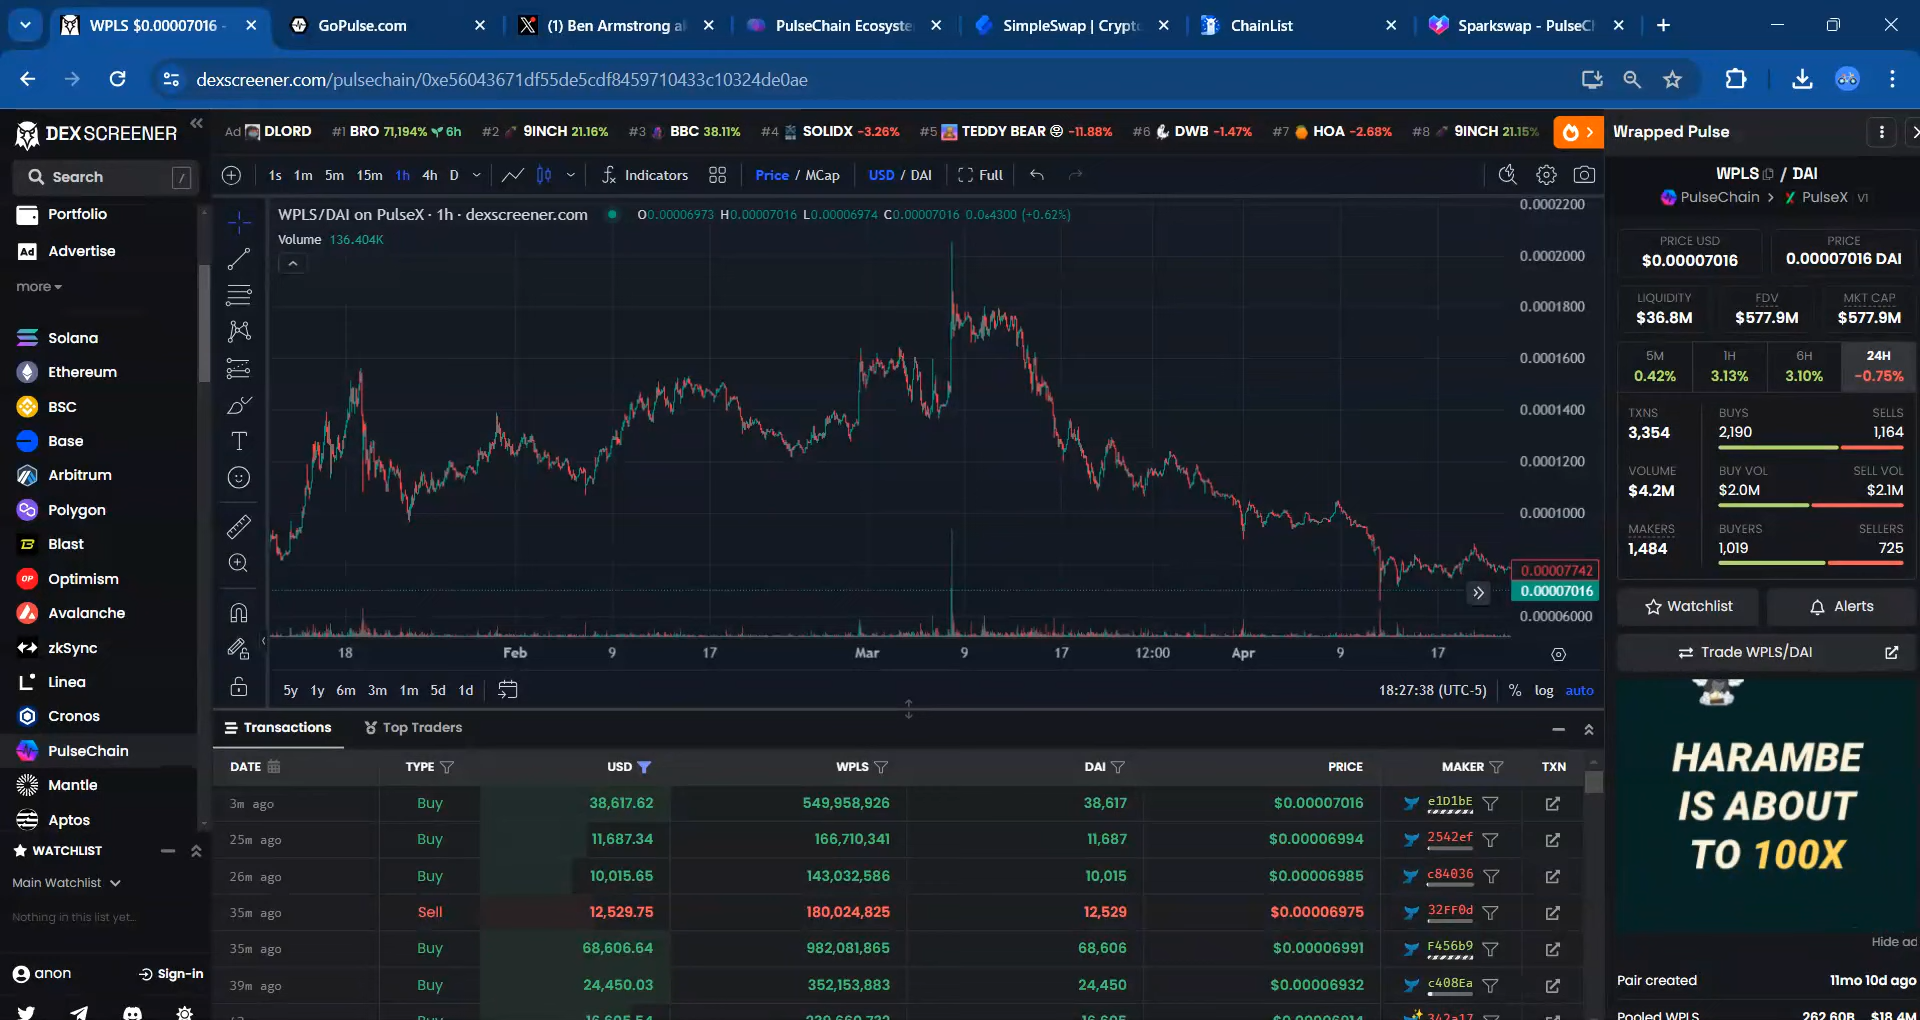 WPLS $0.00007016 -
GoPulse.com
(1) Ben Armstrong a
PulseChain Ecosyste
SimpleSwap | Crypto
ChainList
Sparkswap - PulseC
dexscreener.com/pulsechain/0xe56043671df55de5cdf8459710433c10324de0ae
DEX SCREENER
Ad DLORD #1 BRO 71,194% 6h #2 9INCH 21.16% #3 BBC 38.11% #4 SOLIDX -3.26% #5 TEDDY BEAR -11.88% #6 DWB -1.47% #7 HOA -2.68% #8 9INCH 21.15%
Wrapped Pulse
Search /
Portfolio
Ad Advertise
more
Solana
Ethereum
BSC
Base
Arbitrum
Polygon
Blast
OP Optimism
Avalanche
zkSync
Linea
Cronos
PulseChain
Mantle
Aptos
WATCHLIST
Main Watchlist
Nothing in this list yet...
anon Sign-in
1s 1m 5m 15m 1h 4h D Indicators Price / MCap USD / DAI Full
WPLS/DAI on PulseX · 1h · dexscreener.com O0.00006973 H0.00007016 L0.00006974 C0.00007016 0.0₆4300 (+0.62%)
Volume 136.404K
0.0002200
0.0002000
0.0001800
0.0001600
0.0001400
0.0001200
0.0001000
0.00007742
0.00007016
0.00006000
18 Feb 9 17 Mar 9 17 12:00 Apr 9 17
5y 1y 6m 3m 1m 5d 1d 18:27:38 (UTC-5) % log auto
Transactions Top Traders
DATE TYPE USD WPLS DAI PRICE MAKER TXN
3m ago Buy 38,617.62 549,958,926 38,617 $0.00007016 e1D1bE
25m ago Buy 11,687.34 166,710,341 11,687 $0.00006994 2542ef
26m ago Buy 10,015.65 143,032,586 10,015 $0.00006985 c84036
35m ago Sell 12,529.75 180,024,825 12,529 $0.00006975 32FF0d
35m ago Buy 68,606.64 982,081,865 68,606 $0.00006991 F456b9
39m ago Buy 24,450.03 352,153,883 24,450 $0.00006932 c408Ea
WPLS / DAI
PulseChain > PulseX V1
PRICE USD PRICE
$0.00007016 0.00007016 DAI
LIQUIDITY FDV MKT CAP
$36.8M $577.9M $577.9M
5M 1H 6H 24H
0.42% 3.13% 3.10% -0.75%
TXNS BUYS SELLS
3,354 2,190 1,164
VOLUME BUY VOL SELL VOL
$4.2M $2.0M $2.1M
MAKERS BUYERS SELLERS
1,484 1,019 725
Watchlist Alerts
Trade WPLS/DAI
HARAMBE
IS ABOUT
TO 100X
Hide ad
Pair created 11mo 10d ago
Pooled WPLS 262.60B $18.4M